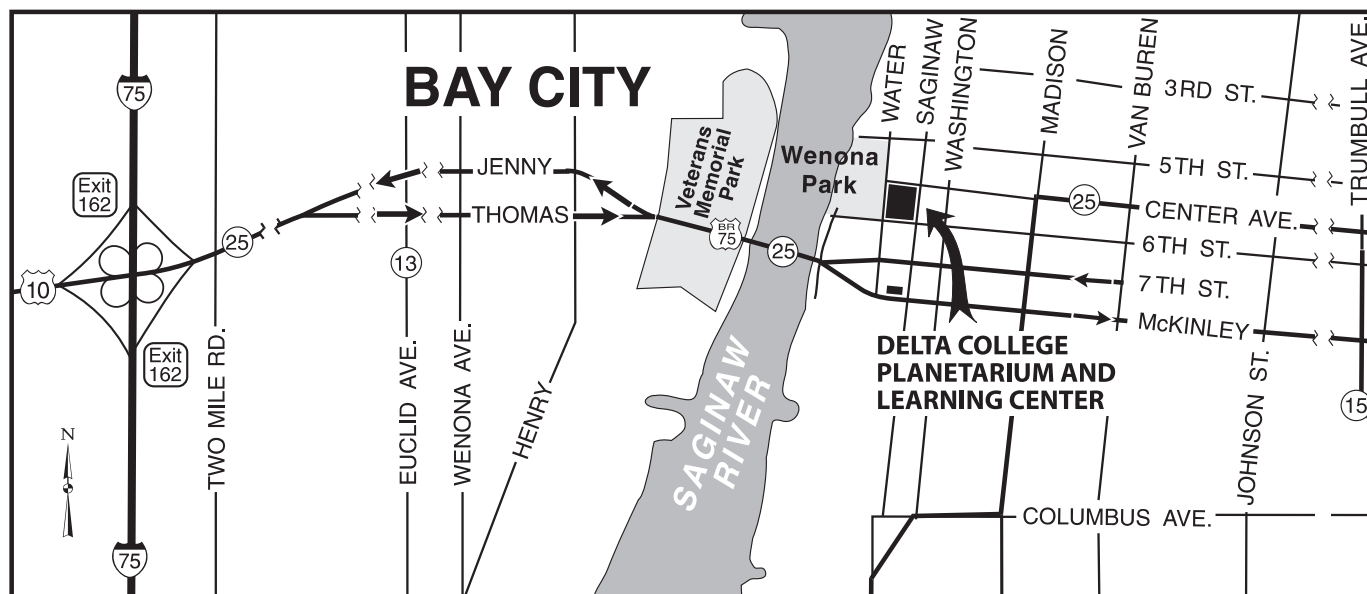 75
BAY CITY
Exit
162
JENNY
THOMAS
25
10
13
Exit
162
75
N
TWO MILE RD.
EUCLID AVE.
WENONA AVE.
HENRY
Veterans
Memorial
Park
BR
75
25
SAGINAW
RIVER
Wenona
Park
WATER
SAGINAW
WASHINGTON
MADISON
VAN BUREN
3RD ST.
5TH ST.
25
CENTER AVE.
6TH ST.
7TH ST.
McKINLEY
DELTA COLLEGE
PLANETARIUM AND
LEARNING CENTER
COLUMBUS AVE.
JOHNSON ST.
TRUMBULL AVE.
15